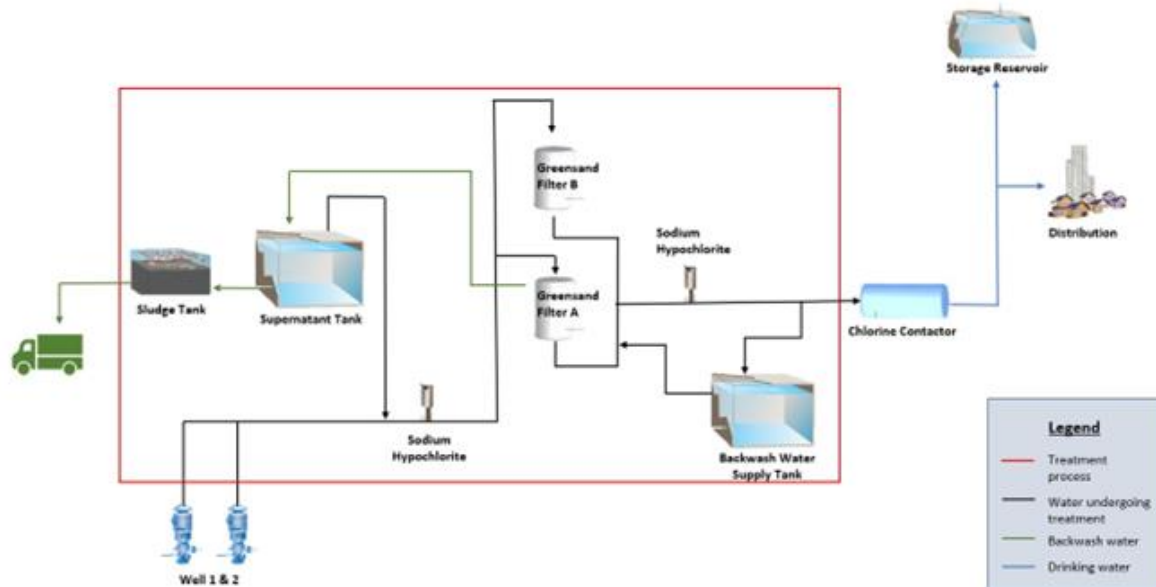 Storage Reservoir
Greensand
Filter B
Sodium
Hypochlorite
Distribution
Sludge Tank
Supernatant Tank
Greensand
Filter A
Chlorine Contactor
Sodium
Hypochlorite
Backwash Water
Supply Tank
Well 1 & 2
Legend
Treatment
process
Water undergoing
treatment
Backwash water
Drinking water